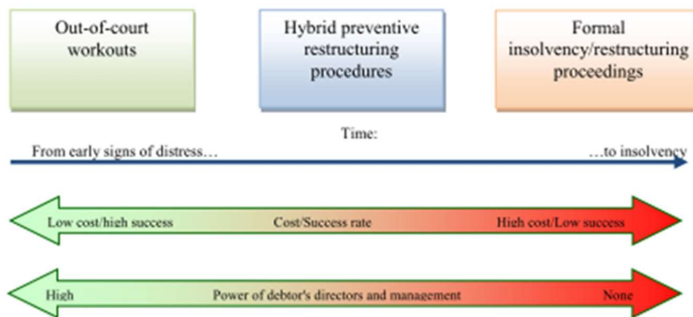 Out-of-court
workouts
Hybrid preventive
restructuring
procedures
Formal
insolvency/restructuring
proceedings
Time:
From early signs of distress…
…to insolvency
Low cost/high success
Cost/Success rate
High cost/Low success
High
Power of debtor's directors and management
None